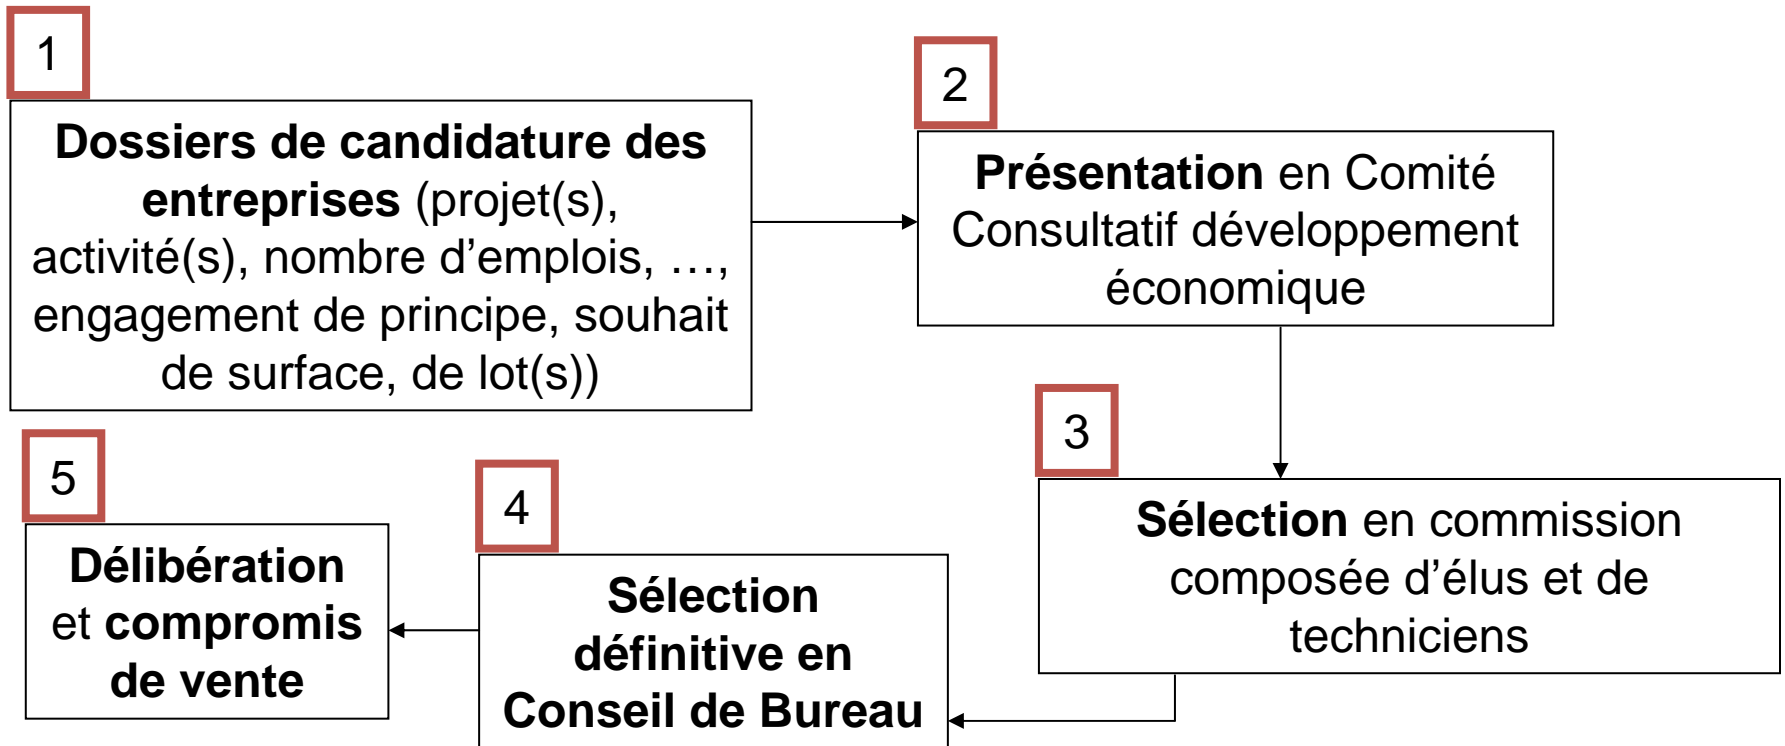 1
Dossiers de candidature des
entreprises (projet(s),
activité(s), nombre d’emplois, …,
engagement de principe, souhait
de surface, de lot(s))
2
Présentation en Comité
Consultatif développement
économique
3
Sélection en commission
composée d’élus et de
techniciens
4
Sélection
définitive en
Conseil de Bureau
5
Délibération
et compromis
de vente